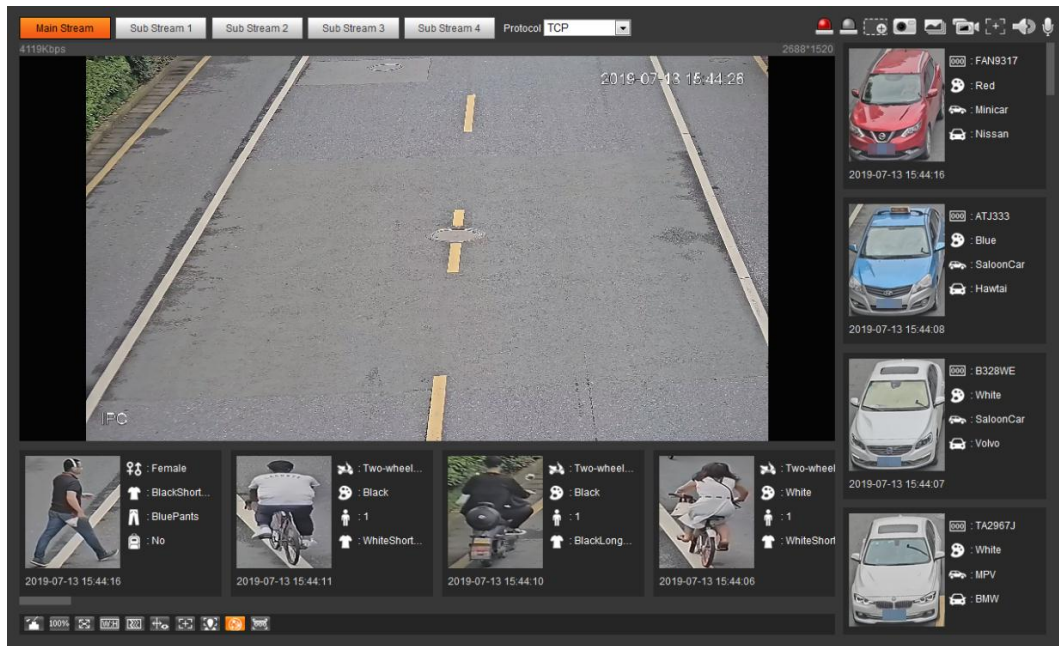 Main Stream
Sub Stream 1
Sub Stream 2
Sub Stream 3
Sub Stream 4
Protocol TCP
4119Kbps
2688*1520
2019-07-13 15:44:26
IPC
: FAN9317
: Red
: Minicar
: Nissan
2019-07-13 15:44:16
: ATJ333
: Blue
: SaloonCar
: Hawtai
2019-07-13 15:44:08
: B328WE
: White
: SaloonCar
: Volvo
2019-07-13 15:44:07
: TA2967J
: White
: MPV
: BMW
: Female
: BlackShort...
: BluePants
: No
2019-07-13 15:44:16
: Two-wheel...
: Black
: 1
: WhiteShort...
2019-07-13 15:44:11
: Two-wheel...
: Black
: 1
: BlackLong...
2019-07-13 15:44:10
: Two-wheel
: White
: 1
: WhiteShort
2019-07-13 15:44:06
100%
W:H